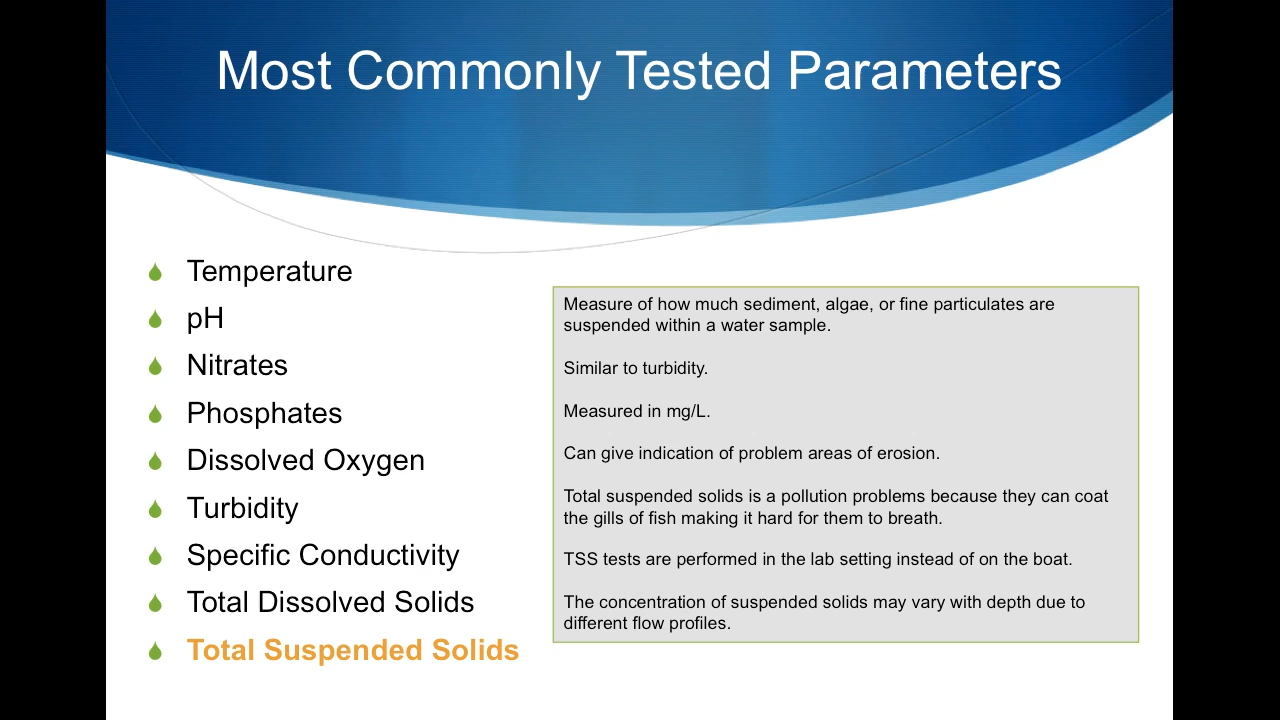 Most Commonly Tested Parameters
Temperature
pH
Nitrates
Phosphates
Dissolved Oxygen
Turbidity
Specific Conductivity
Total Dissolved Solids
Total Suspended Solids
Measure of how much sediment, algae, or fine particulates are
suspended within a water sample.
Similar to turbidity.
Measured in mg/L.
Can give indication of problem areas of erosion.
Total suspended solids is a pollution problems because they can coat
the gills of fish making it hard for them to breath.
TSS tests are performed in the lab setting instead of on the boat.
The concentration of suspended solids may vary with depth due to
different flow profiles.